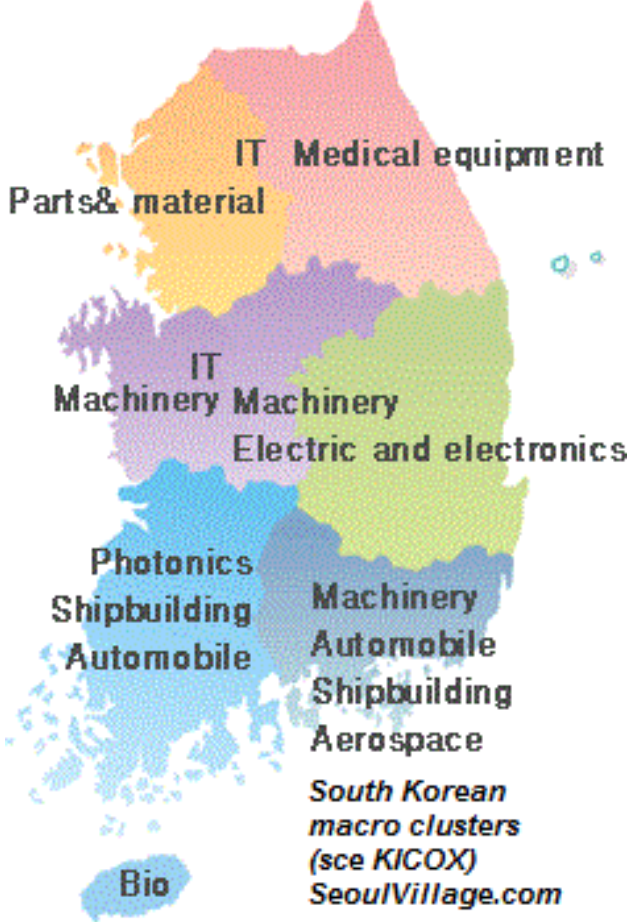 IT
Parts& material
Medical equipment
IT
Machinery
Machinery
Electric and electronics
Photonics
Shipbuilding
Automobile
Machinery
Automobile
Shipbuilding
Aerospace
South Korean
macro clusters
(sce KICOX)
SeoulVillage.com
Bio